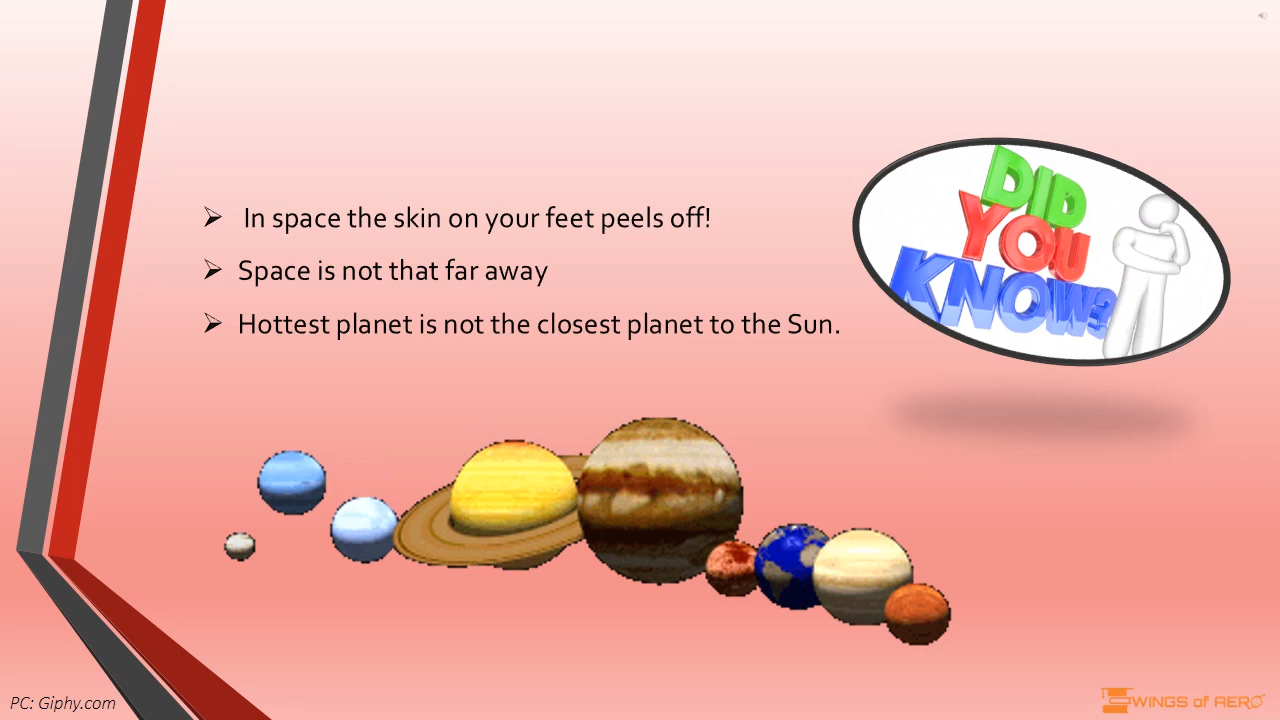 ➢ In space the skin on your feet peels off!
➢ Space is not that far away
➢ Hottest planet is not the closest planet to the Sun.
DID
YOU
KNOW?
PC: Giphy.com
WINGS of AERO